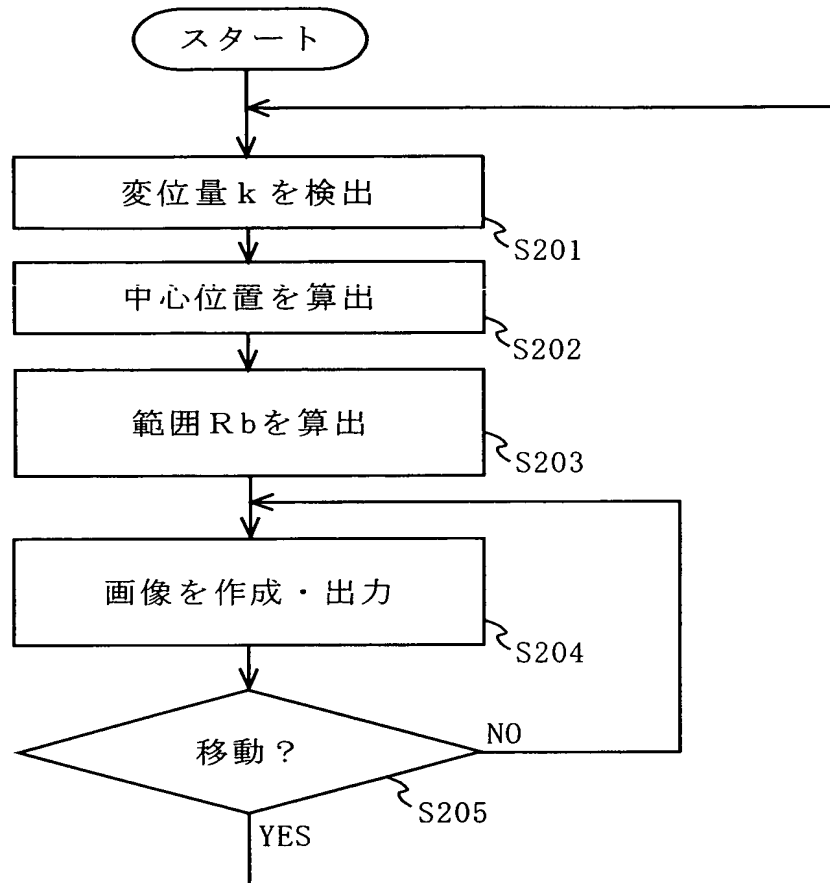 スタート
変位量kを検出
S201
中心位置を算出
S202
範囲Rbを算出
S203
画像を作成・出力
S204
移動?
NO
S205
YES